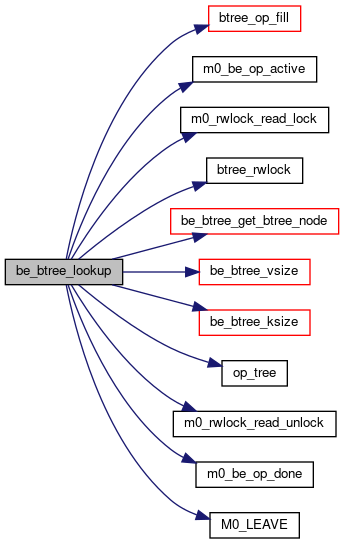 btree_op_fill
m0_be_op_active
m0_rwlock_read_lock
btree_rwlock
be_btree_get_btree_node
be_btree_lookup
be_btree_vsize
be_btree_ksize
op_tree
m0_rwlock_read_unlock
m0_be_op_done
M0_LEAVE